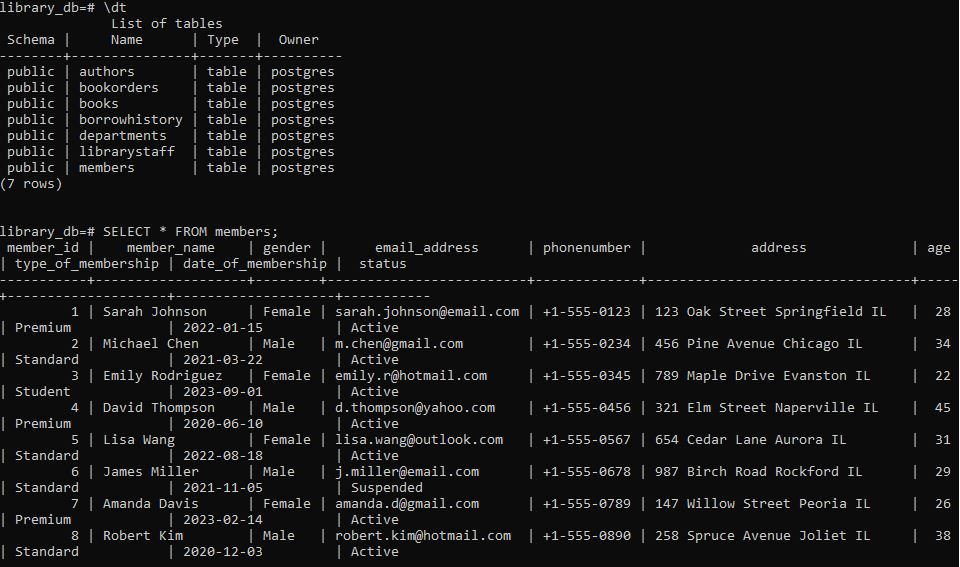 library_db=# \dt
              List of tables
 Schema |     Name      | Type  |  Owner
--------+---------------+-------+----------
 public | authors       | table | postgres
 public | bookorders    | table | postgres
 public | books         | table | postgres
 public | borrowhistory | table | postgres
 public | departments   | table | postgres
 public | librarystaff  | table | postgres
 public | members       | table | postgres
(7 rows)
library_db=# SELECT * FROM members;
 member_id |    member_name    | gender |      email_address      | phonenumber |             address             | age
| type_of_membership | date_of_membership |  status
-----------+-------------------+--------+-------------------------+-------------+---------------------------------+-----
+--------------------+--------------------+-----------
         1 | Sarah Johnson     | Female | sarah.johnson@email.com | +1-555-0123 | 123 Oak Street Springfield IL   |  28
| Premium            | 2022-01-15         | Active
         2 | Michael Chen      | Male   | m.chen@gmail.com        | +1-555-0234 | 456 Pine Avenue Chicago IL      |  34
| Standard           | 2021-03-22         | Active
         3 | Emily Rodriguez   | Female | emily.r@hotmail.com     | +1-555-0345 | 789 Maple Drive Evanston IL     |  22
| Student            | 2023-09-01         | Active
         4 | David Thompson    | Male   | d.thompson@yahoo.com    | +1-555-0456 | 321 Elm Street Naperville IL    |  45
| Premium            | 2020-06-10         | Active
         5 | Lisa Wang         | Female | lisa.wang@outlook.com   | +1-555-0567 | 654 Cedar Lane Aurora IL        |  31
| Standard           | 2022-08-18         | Active
         6 | James Miller      | Male   | j.miller@email.com      | +1-555-0678 | 987 Birch Road Rockford IL      |  29
| Standard           | 2021-11-05         | Suspended
         7 | Amanda Davis      | Female | amanda.d@gmail.com      | +1-555-0789 | 147 Willow Street Peoria IL     |  26
| Premium            | 2023-02-14         | Active
         8 | Robert Kim        | Male   | robert.kim@hotmail.com  | +1-555-0890 | 258 Spruce Avenue Joliet IL     |  38
| Standard           | 2020-12-03         | Active